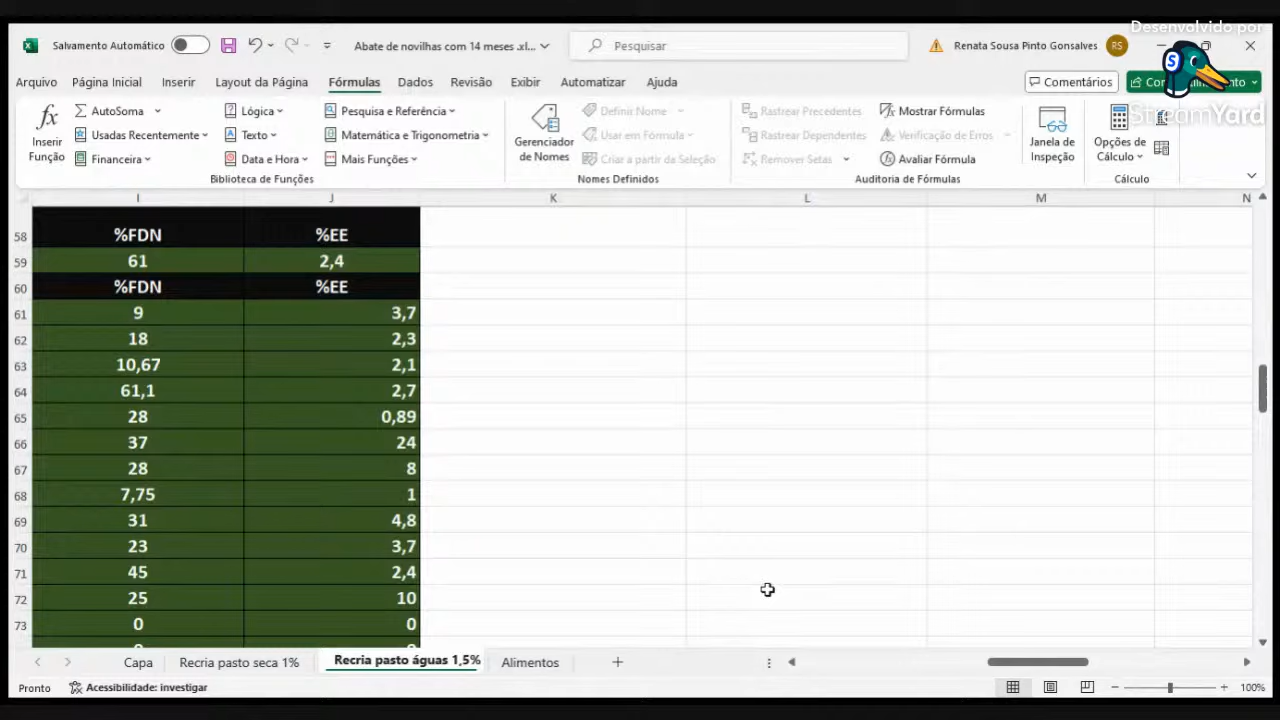 Desenvolvido por
StreamYard
Salvamento Automático
Abate de novilhas com 14 meses .xl...
Pesquisar
Renata Sousa Pinto Gonsalves
RS
Arquivo Página Inicial Inserir Layout da Página Fórmulas Dados Revisão Exibir Automatizar Ajuda
Comentários
Inserir Função
AutoSoma
Usadas Recentemente
Financeira
Lógica
Texto
Data e Hora
Pesquisa e Referência
Matemática e Trigonometria
Mais Funções
Biblioteca de Funções
Gerenciador de Nomes
Definir Nome
Usar em Fórmula
Criar a partir da Seleção
Nomes Definidos
Rastrear Precedentes
Rastrear Dependentes
Remover Setas
Mostrar Fórmulas
Verificação de Erros
Avaliar Fórmula
Auditoria de Fórmulas
Janela de Inspeção
Opções de Cálculo
Cálculo
I J K L M N
58 %FDN %EE
59 61 2,4
60 %FDN %EE
61 9 3,7
62 18 2,3
63 10,67 2,1
64 61,1 2,7
65 28 0,89
66 37 24
67 28 8
68 7,75 1
69 31 4,8
70 23 3,7
71 45 2,4
72 25 10
73 0 0
Capa Recria pasto seca 1% Recria pasto águas 1,5% Alimentos
Pronto Acessibilidade: investigar 100%